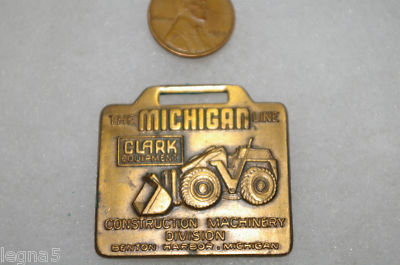 THE MICHIGAN LINE
CLARK
EQUIPMENT
CONSTRUCTION MACHINERY
DIVISION
BENTON HARBOR, MICHIGAN
legna5